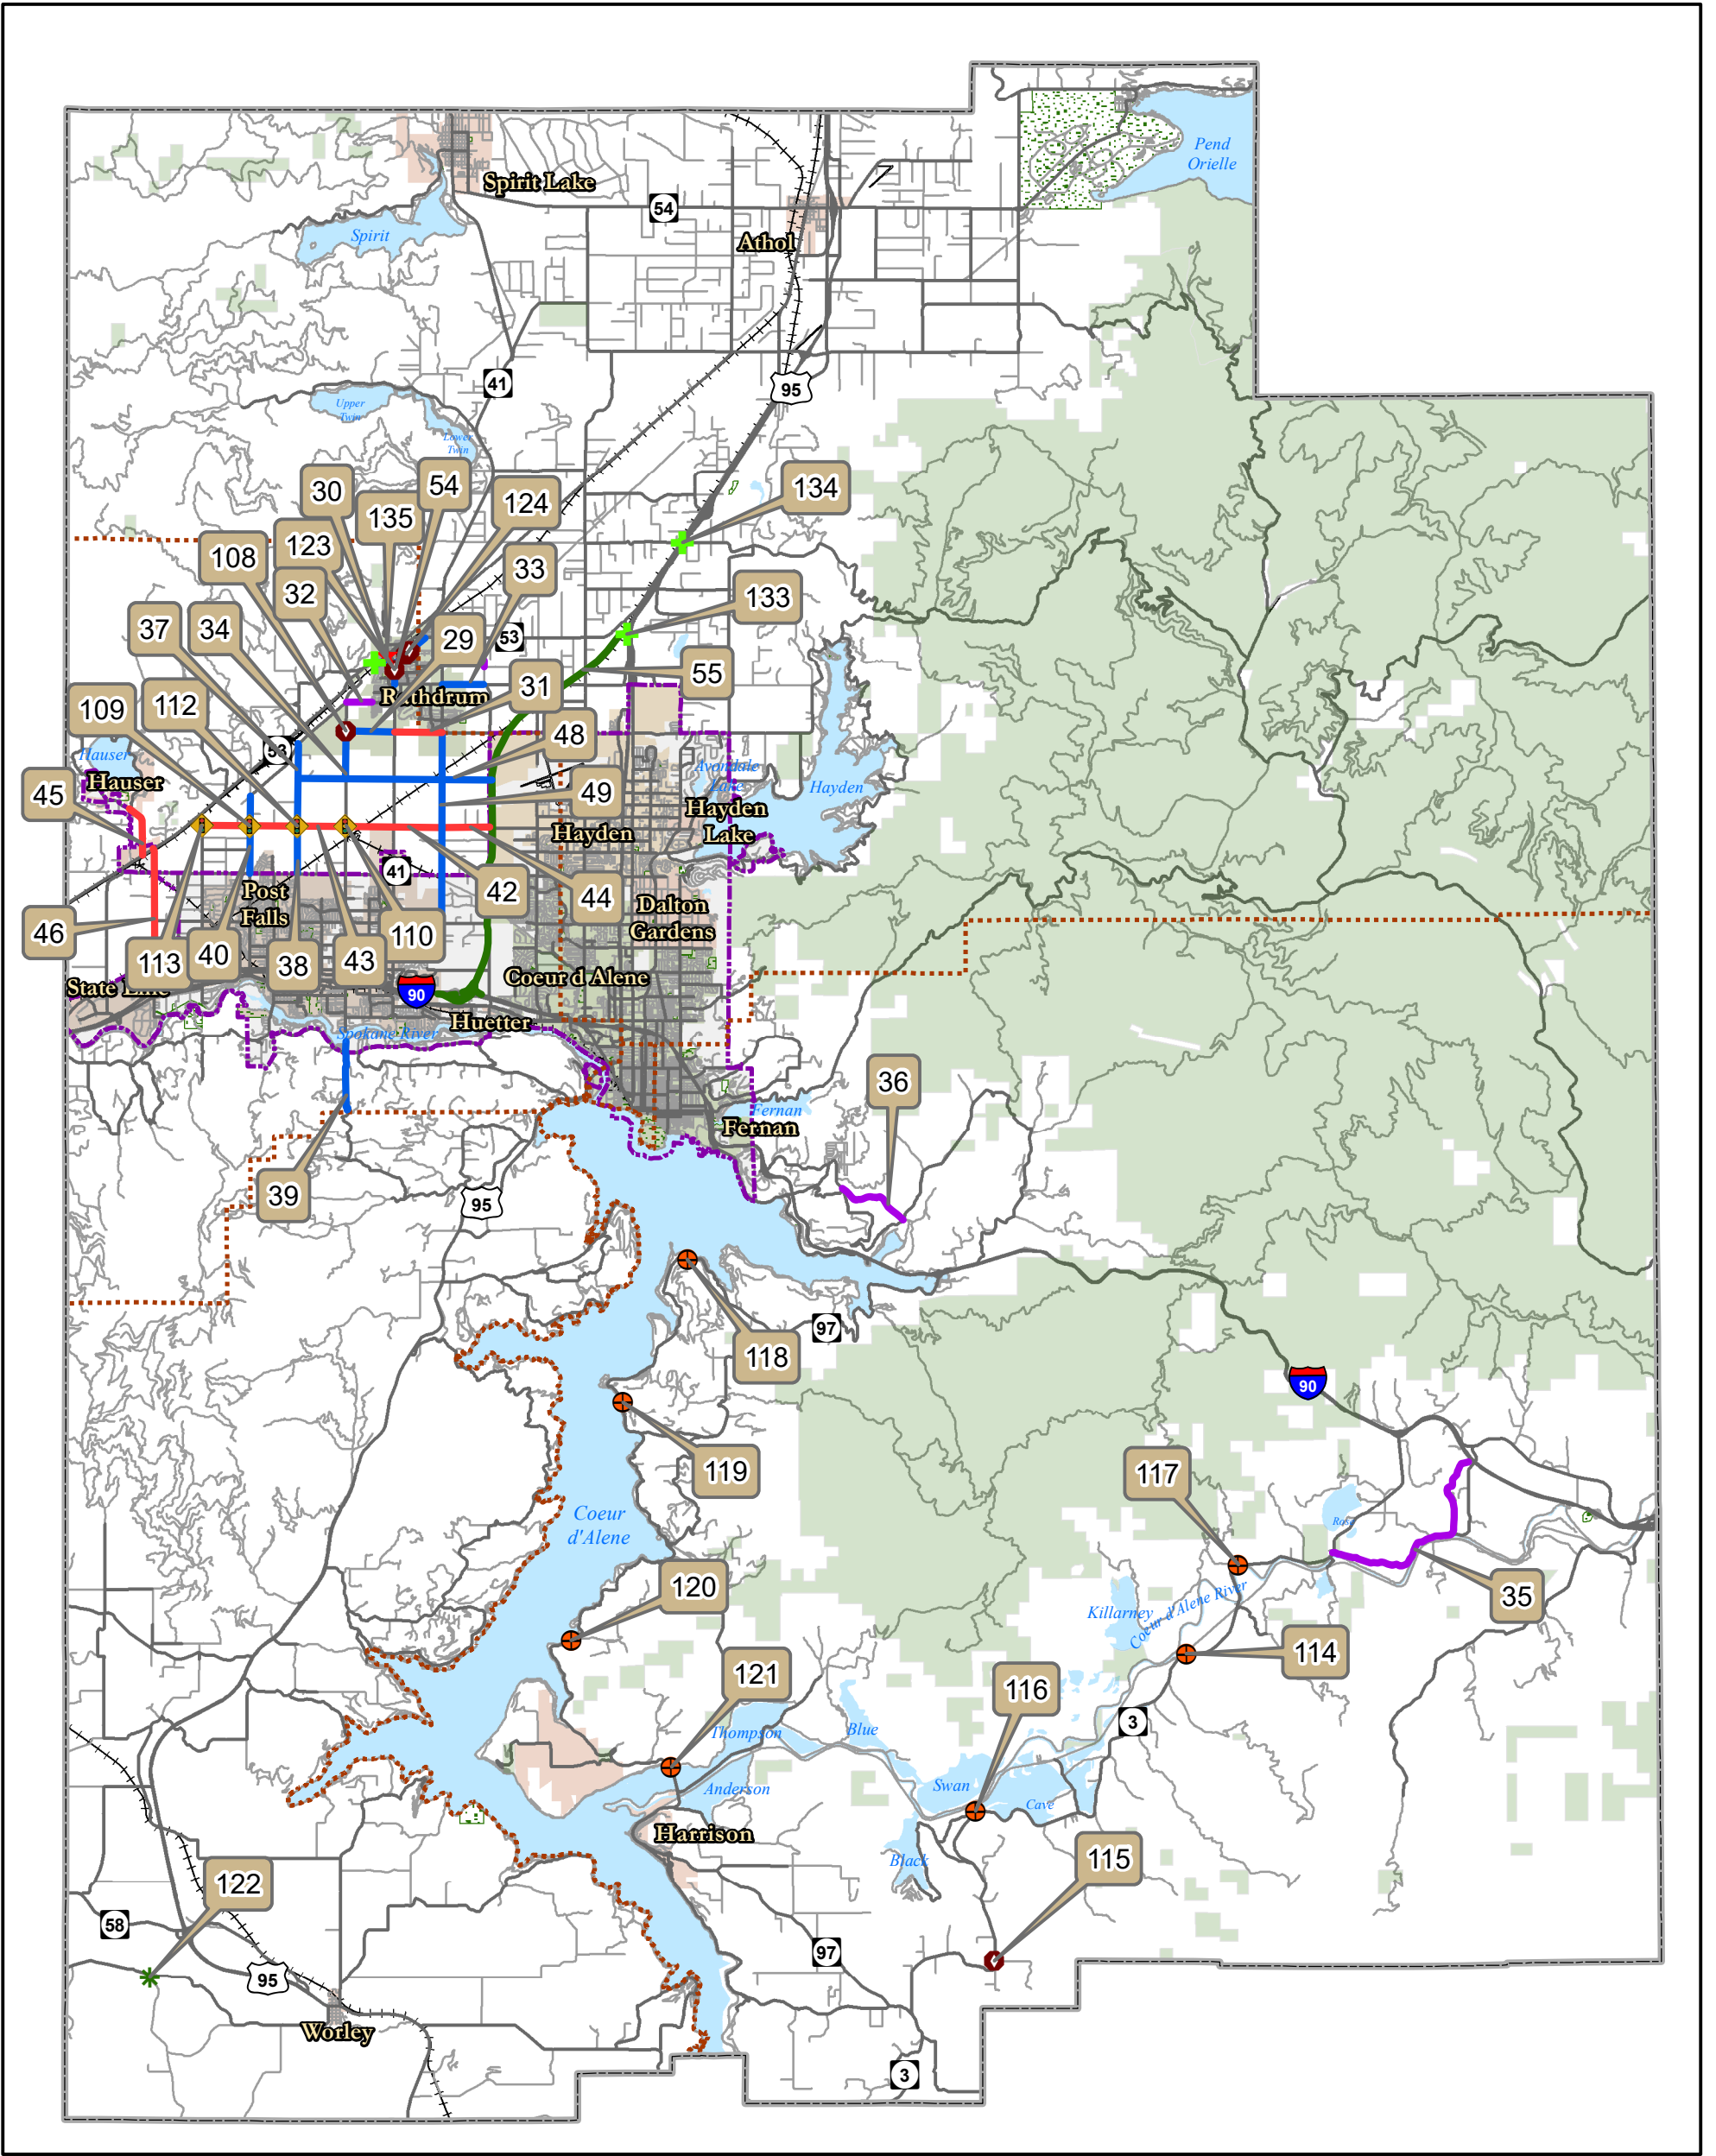 Pend
Orielle
Spirit Lake
54
Spirit
Athol
41
95
Upper
Twin
Lower
Twin
54
30
134
124
135
123
108
33
32
133
37
34
29
53
55
31
Rathdrum
109
112
48
53
Hauser
Avondale
Lake
Hauser
Hayden
45
49
Hayden
Lake
Hayden
41
42
44
Post
Falls
Dalton
Gardens
46
110
113
40
38
43
Coeur d Alene
State Line
90
Huetter
Spokane River
36
Fernan
Fernan
39
95
97
118
90
119
117
Coeur
d'Alene
Rose
120
35
Killarney
Coeur d'Alene River
114
121
116
3
Thompson
Blue
Anderson
Swan
Cave
Harrison
115
Black
122
58
97
95
Worley
3